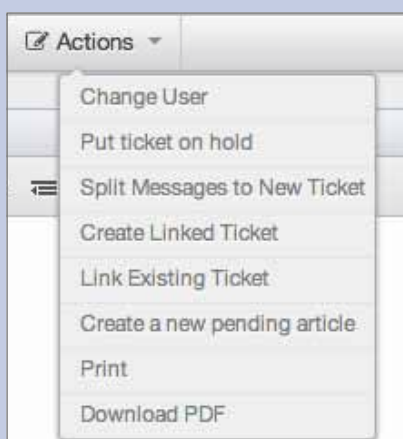 Actions
Change User
Put ticket on hold
Split Messages to New Ticket
Create Linked Ticket
Link Existing Ticket
Create a new pending article
Print
Download PDF